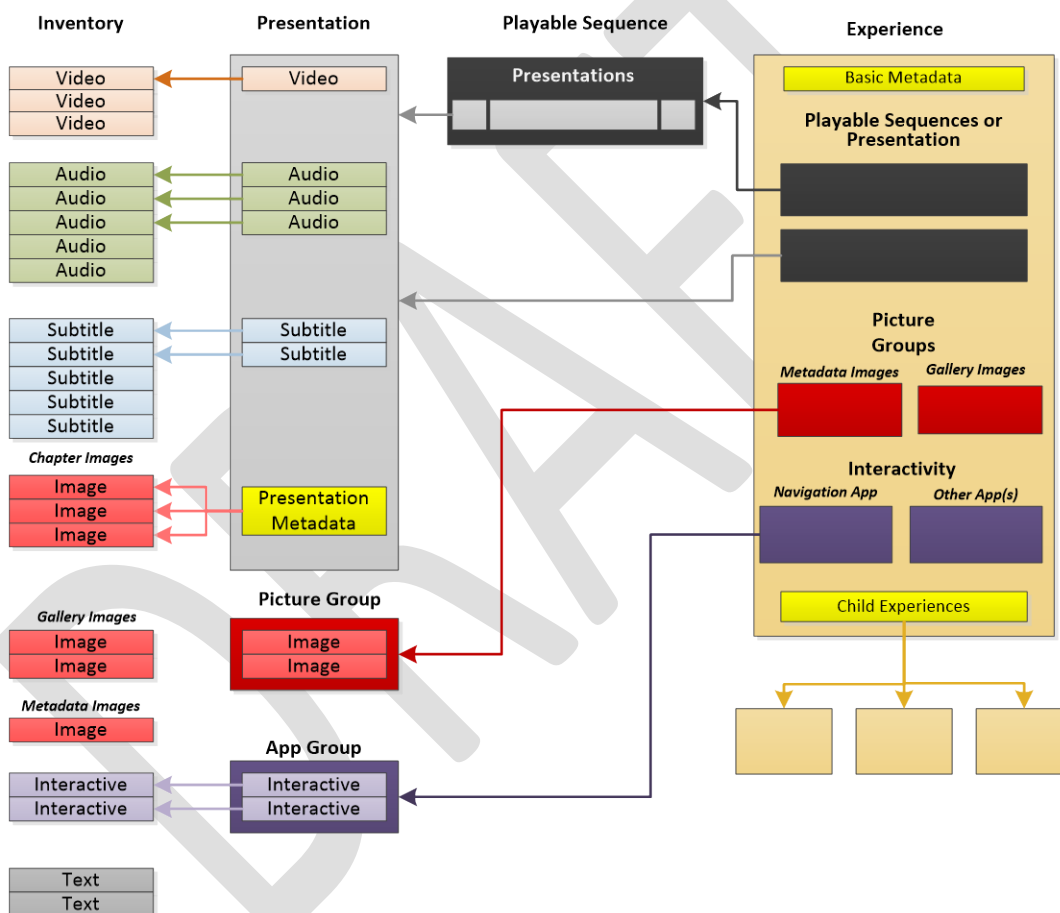 Inventory
Presentation
Playable Sequence
Experience
Video
Video
Video
Video
Presentations
Basic Metadata
Playable Sequences or
Presentation
Audio
Audio
Audio
Audio
Audio
Audio
Audio
Audio
Subtitle
Subtitle
Subtitle
Subtitle
Subtitle
Subtitle
Subtitle
Picture
Groups
Metadata Images
Gallery Images
Chapter Images
Image
Image
Image
Presentation
Metadata
Interactivity
Navigation App
Other App(s)
Child Experiences
Gallery Images
Image
Image
Picture Group
Image
Image
Metadata Images
Image
App Group
Interactive
Interactive
Interactive
Interactive
Text
Text
DRAFT